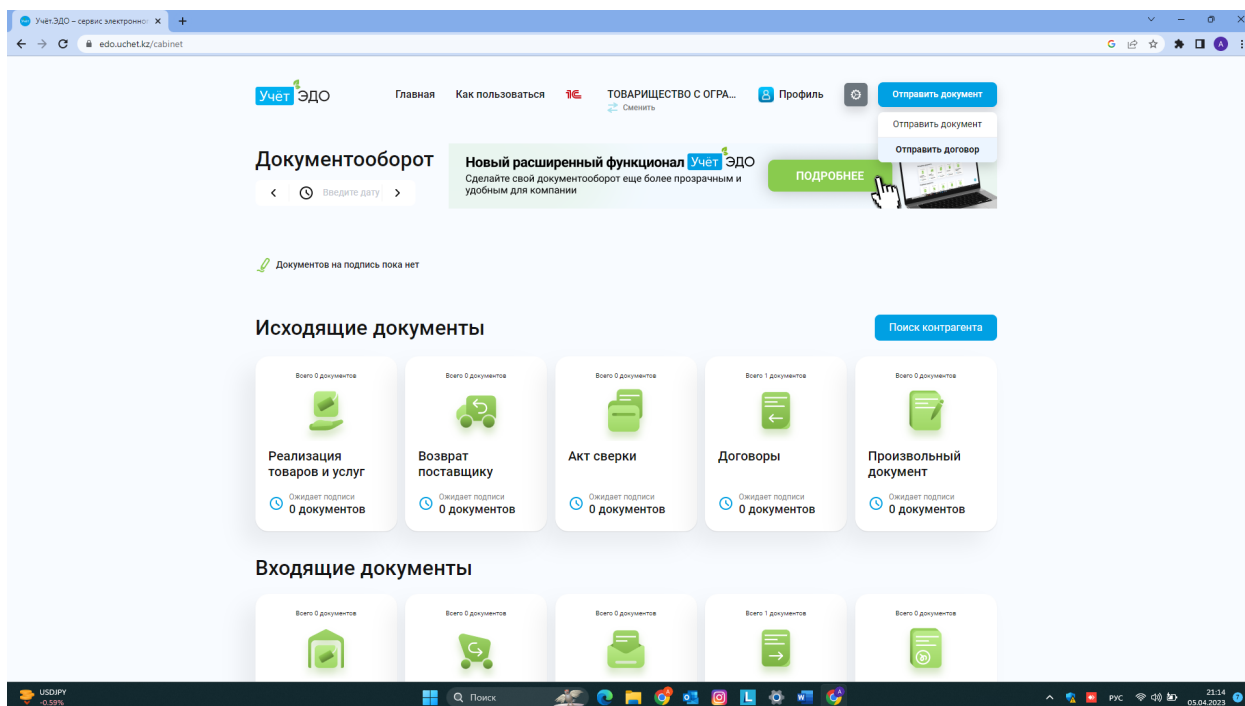 Учёт.ЭДО – сервис электронног
edo.uchet.kz/cabinet
Учёт ЭДО
Главная
Как пользоваться
1С
ТОВАРИЩЕСТВО С ОГРА...
Сменить
Профиль
Отправить документ
Отправить документ
Отправить договор
Документооборот
Введите дату
Новый расширенный функционал Учёт ЭДО
Сделайте свой документооборот еще более прозрачным и
удобным для компании
ПОДРОБНЕЕ
Документов на подпись пока нет
Исходящие документы
Поиск контрагента
Всего 0 документов
Реализация
товаров и услуг
Ожидает подписи
0 документов
Всего 0 документов
Возврат
поставщику
Ожидает подписи
0 документов
Всего 0 документов
Акт сверки
Ожидает подписи
0 документов
Всего 1 документов
Договоры
Ожидает подписи
0 документов
Всего 0 документов
Произвольный
документ
Ожидает подписи
0 документов
Входящие документы
Всего 0 документов
Всего 0 документов
Всего 0 документов
Всего 1 документов
Всего 0 документов
USDJPY
-0.59%
Поиск
РУС
21:14
05.04.2023